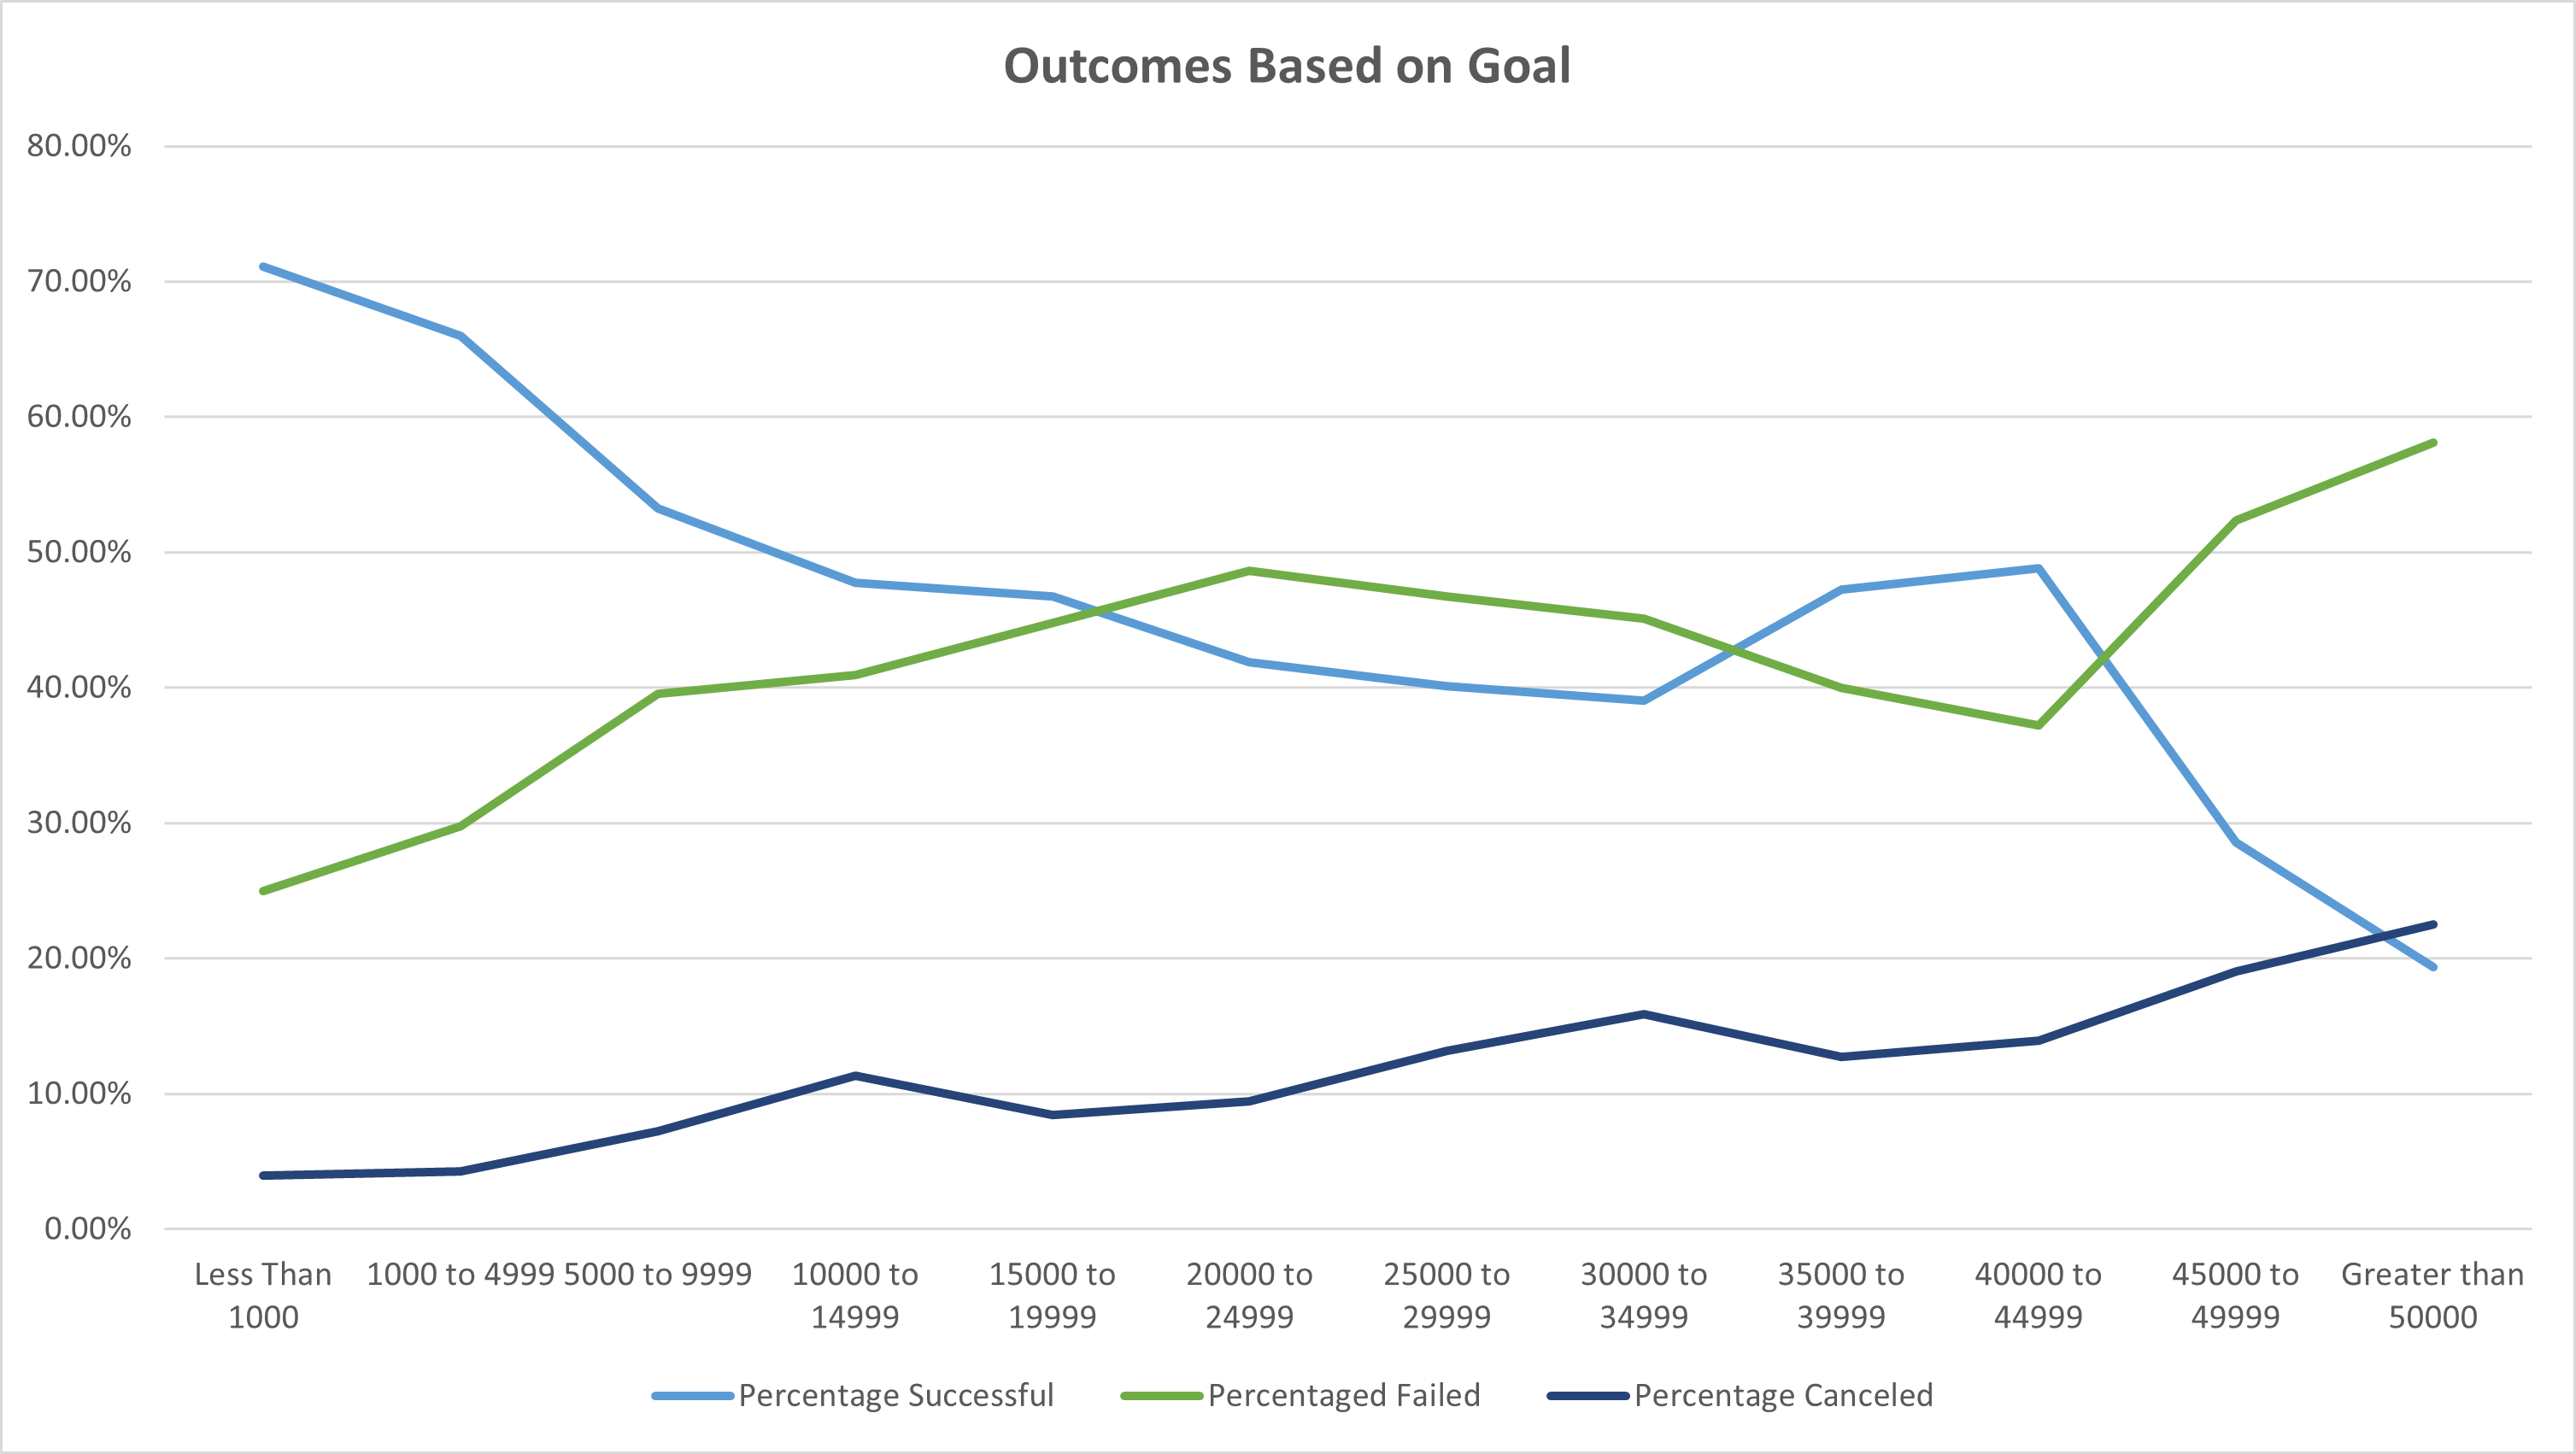 Outcomes Based on Goal
80.00%
70.00%
60.00%
50.00%
40.00%
30.00%
20.00%
10.00%
0.00%
Less Than 1000 to 4999 5000 to 9999 10000 to 15000 to 20000 to 25000 to 30000 to 35000 to 40000 to 45000 to Greater than
1000 14999 19999 24999 29999 34999 39999 44999 49999 50000
Percentage Successful Percentaged Failed Percentage Canceled